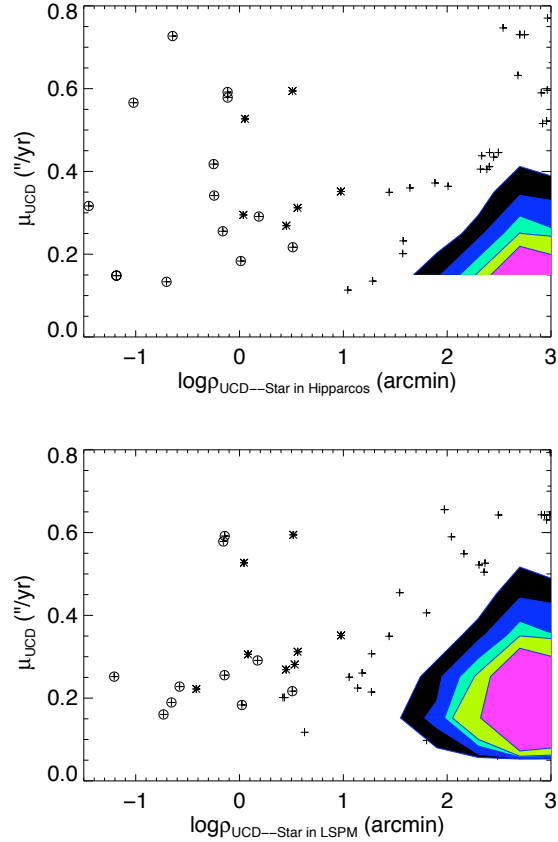 0.8
0.6
0.4
0.2
0.0
μUCD ("/yr)
-1 0 1 2 3
logρUCD--Star in Hipparcos (arcmin)
0.8
0.6
0.4
0.2
0.0
μUCD ("/yr)
-1 0 1 2 3
logρUCD--Star in LSPM (arcmin)